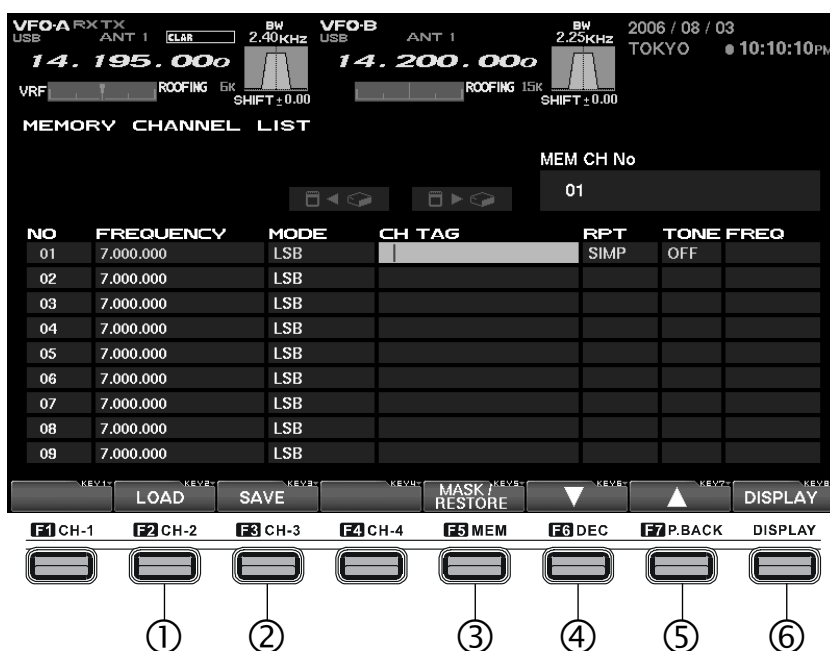 VFO-A RX TX BW VFO-B BW 2006 / 08 / 03
USB ANT 1 CLAR 2.40KHZ USB ANT 1 2.25KHZ TOKYO 10:10:10PM
14. 195. 00o 14. 200. 00o
VRF ROOFING 6K SHIFT ± 0.00 ROOFING 15K SHIFT ± 0.00
MEMORY CHANNEL LIST
MEM CH No
01
NO FREQUENCY MODE CH TAG RPT TONE FREQ
01 7.000.000 LSB SIMP OFF
02 7.000.000 LSB
03 7.000.000 LSB
04 7.000.000 LSB
05 7.000.000 LSB
06 7.000.000 LSB
07 7.000.000 LSB
08 7.000.000 LSB
09 7.000.000 LSB
KEY1 KEY2 KEY3 KEY4 KEY5 KEY6 KEY7 KEY8
LOAD SAVE MASK / RESTORE ▼ ▲ DISPLAY
F1 CH-1 F2 CH-2 F3 CH-3 F4 CH-4 F5 MEM F6 DEC F7 P.BACK DISPLAY
① ② ③ ④ ⑤ ⑥